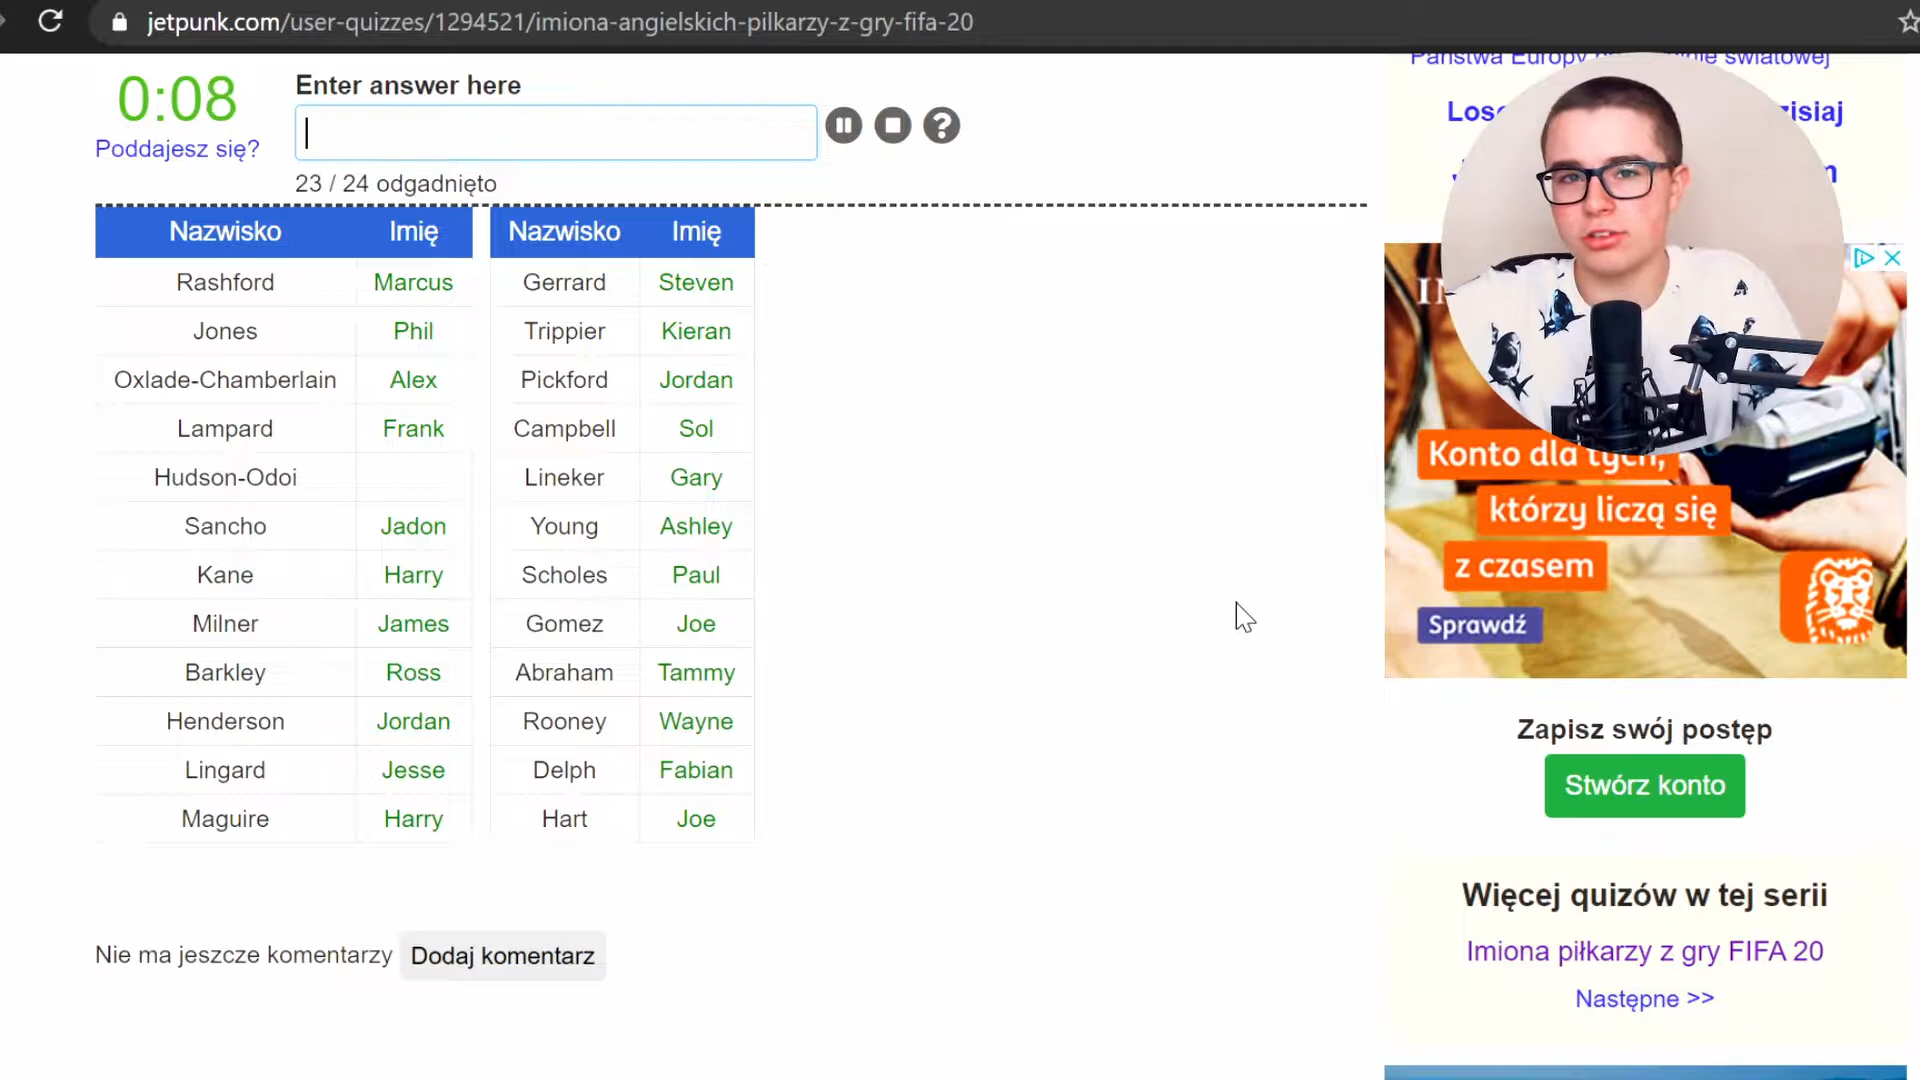 jetpunk.com/user-quizzes/1294521/imiona-angielskich-pilkarzy-z-gry-fifa-20
0:08
Poddajesz się?
Enter answer here
23 / 24 odgadnięto
Nazwisko Imię Nazwisko Imię
Rashford Marcus Gerrard Steven
Jones Phil Trippier Kieran
Oxlade-Chamberlain Alex Pickford Jordan
Lampard Frank Campbell Sol
Hudson-Odoi Lineker Gary
Sancho Jadon Young Ashley
Kane Harry Scholes Paul
Milner James Gomez Joe
Barkley Ross Abraham Tammy
Henderson Jordan Rooney Wayne
Lingard Jesse Delph Fabian
Maguire Harry Hart Joe
Nie ma jeszcze komentarzy Dodaj komentarz
Państwa Europy światowej
Konto dla tych,
którzy liczą się
z czasem
Sprawdź
Zapisz swój postęp
Stwórz konto
Więcej quizów w tej serii
Imiona piłkarzy z gry FIFA 20
Następne >>